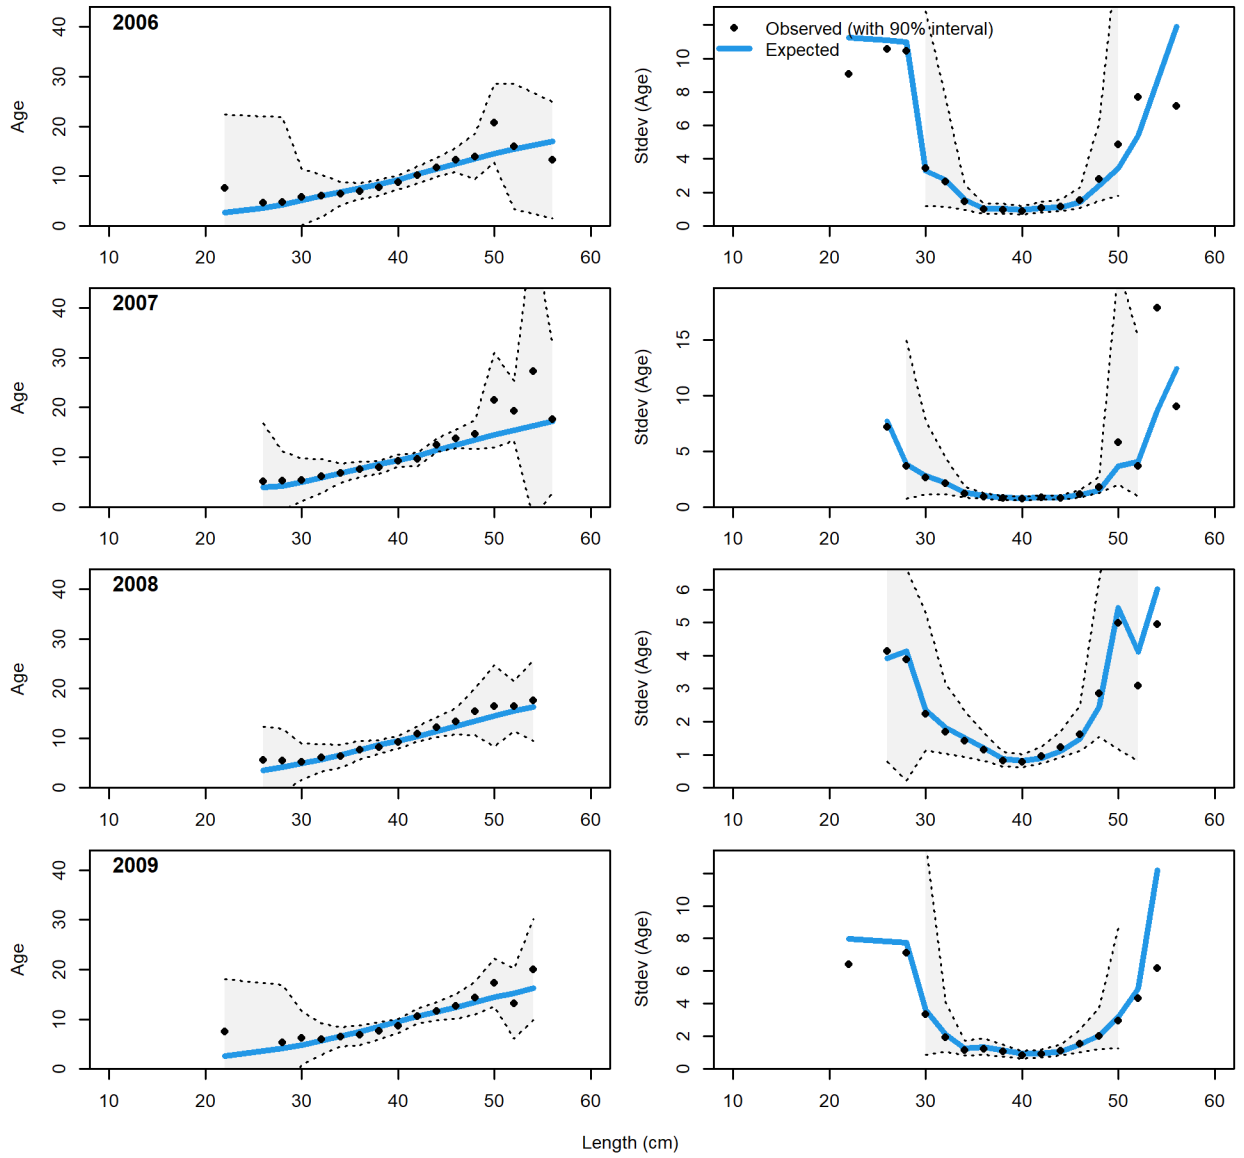 2006
Age
0 10 20 30 40
10 20 30 40 50 60
Observed (with 90% interval)
Expected
Stdev (Age)
0 2 4 6 8 10
10 20 30 40 50 60
2007
Age
0 10 20 30 40
10 20 30 40 50 60
Stdev (Age)
0 5 10 15
10 20 30 40 50 60
2008
Age
0 10 20 30 40
10 20 30 40 50 60
Stdev (Age)
0 1 2 3 4 5 6
10 20 30 40 50 60
2009
Age
0 10 20 30 40
10 20 30 40 50 60
Stdev (Age)
0 2 4 6 8 10
10 20 30 40 50 60
Length (cm)